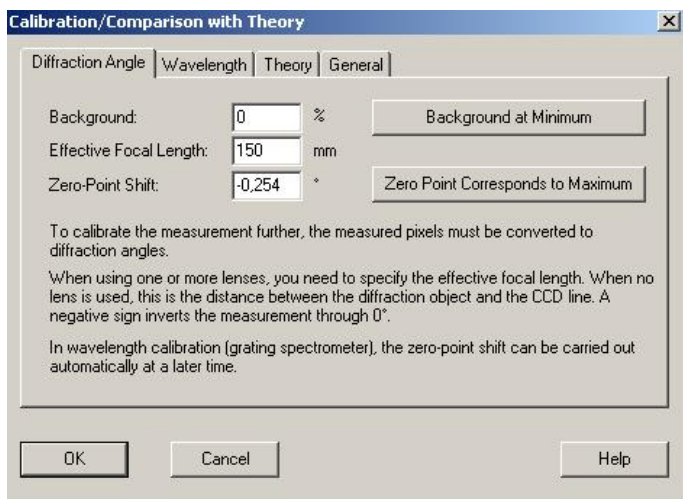 Calibration/Comparison with Theory
Diffraction Angle Wavelength Theory General
Background: 0 % Background at Minimum
Effective Focal Length: 150 mm
Zero-Point Shift: -0,254 ° Zero Point Corresponds to Maximum
To calibrate the measurement further, the measured pixels must be converted to
diffraction angles.
When using one or more lenses, you need to specify the effective focal length. When no
lens is used, this is the distance between the diffraction object and the CCD line. A
negative sign inverts the measurement through 0°.
In wavelength calibration (grating spectrometer), the zero-point shift can be carried out
automatically at a later time.
OK Cancel Help